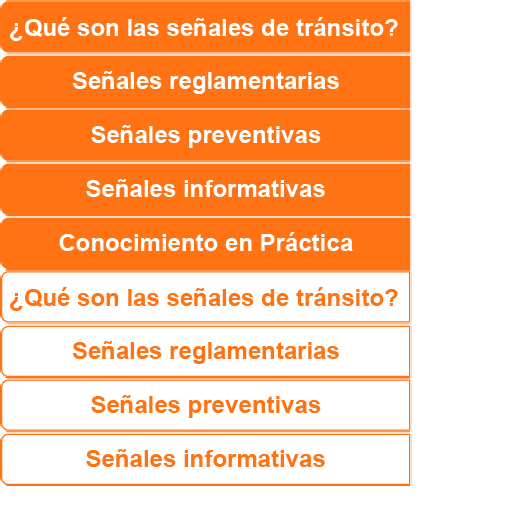 ¿Qué son las señales de tránsito?
Señales reglamentarias
Señales preventivas
Señales informativas
Conocimiento en Práctica
¿Qué son las señales de tránsito?
Señales reglamentarias
Señales preventivas
Señales informativas